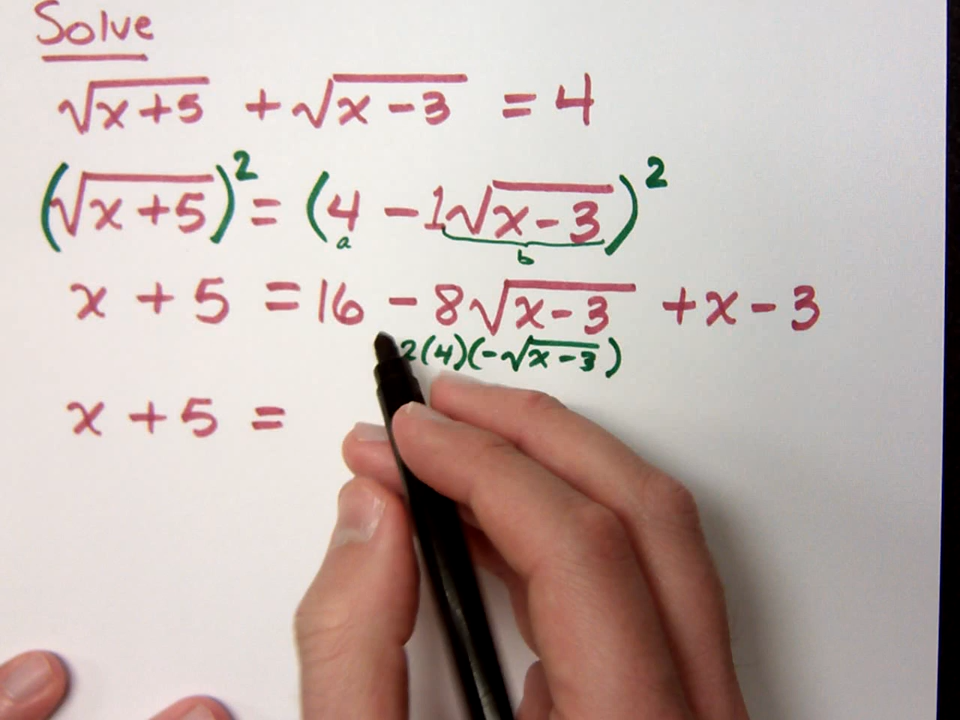 Solve
√x+5 + √x−3 = 4
(√x+5)² = (4 − 1√x−3)²
a b
x + 5 = 16 − 8√x−3 + x − 3
2(4)(−√x−3)
x + 5 =